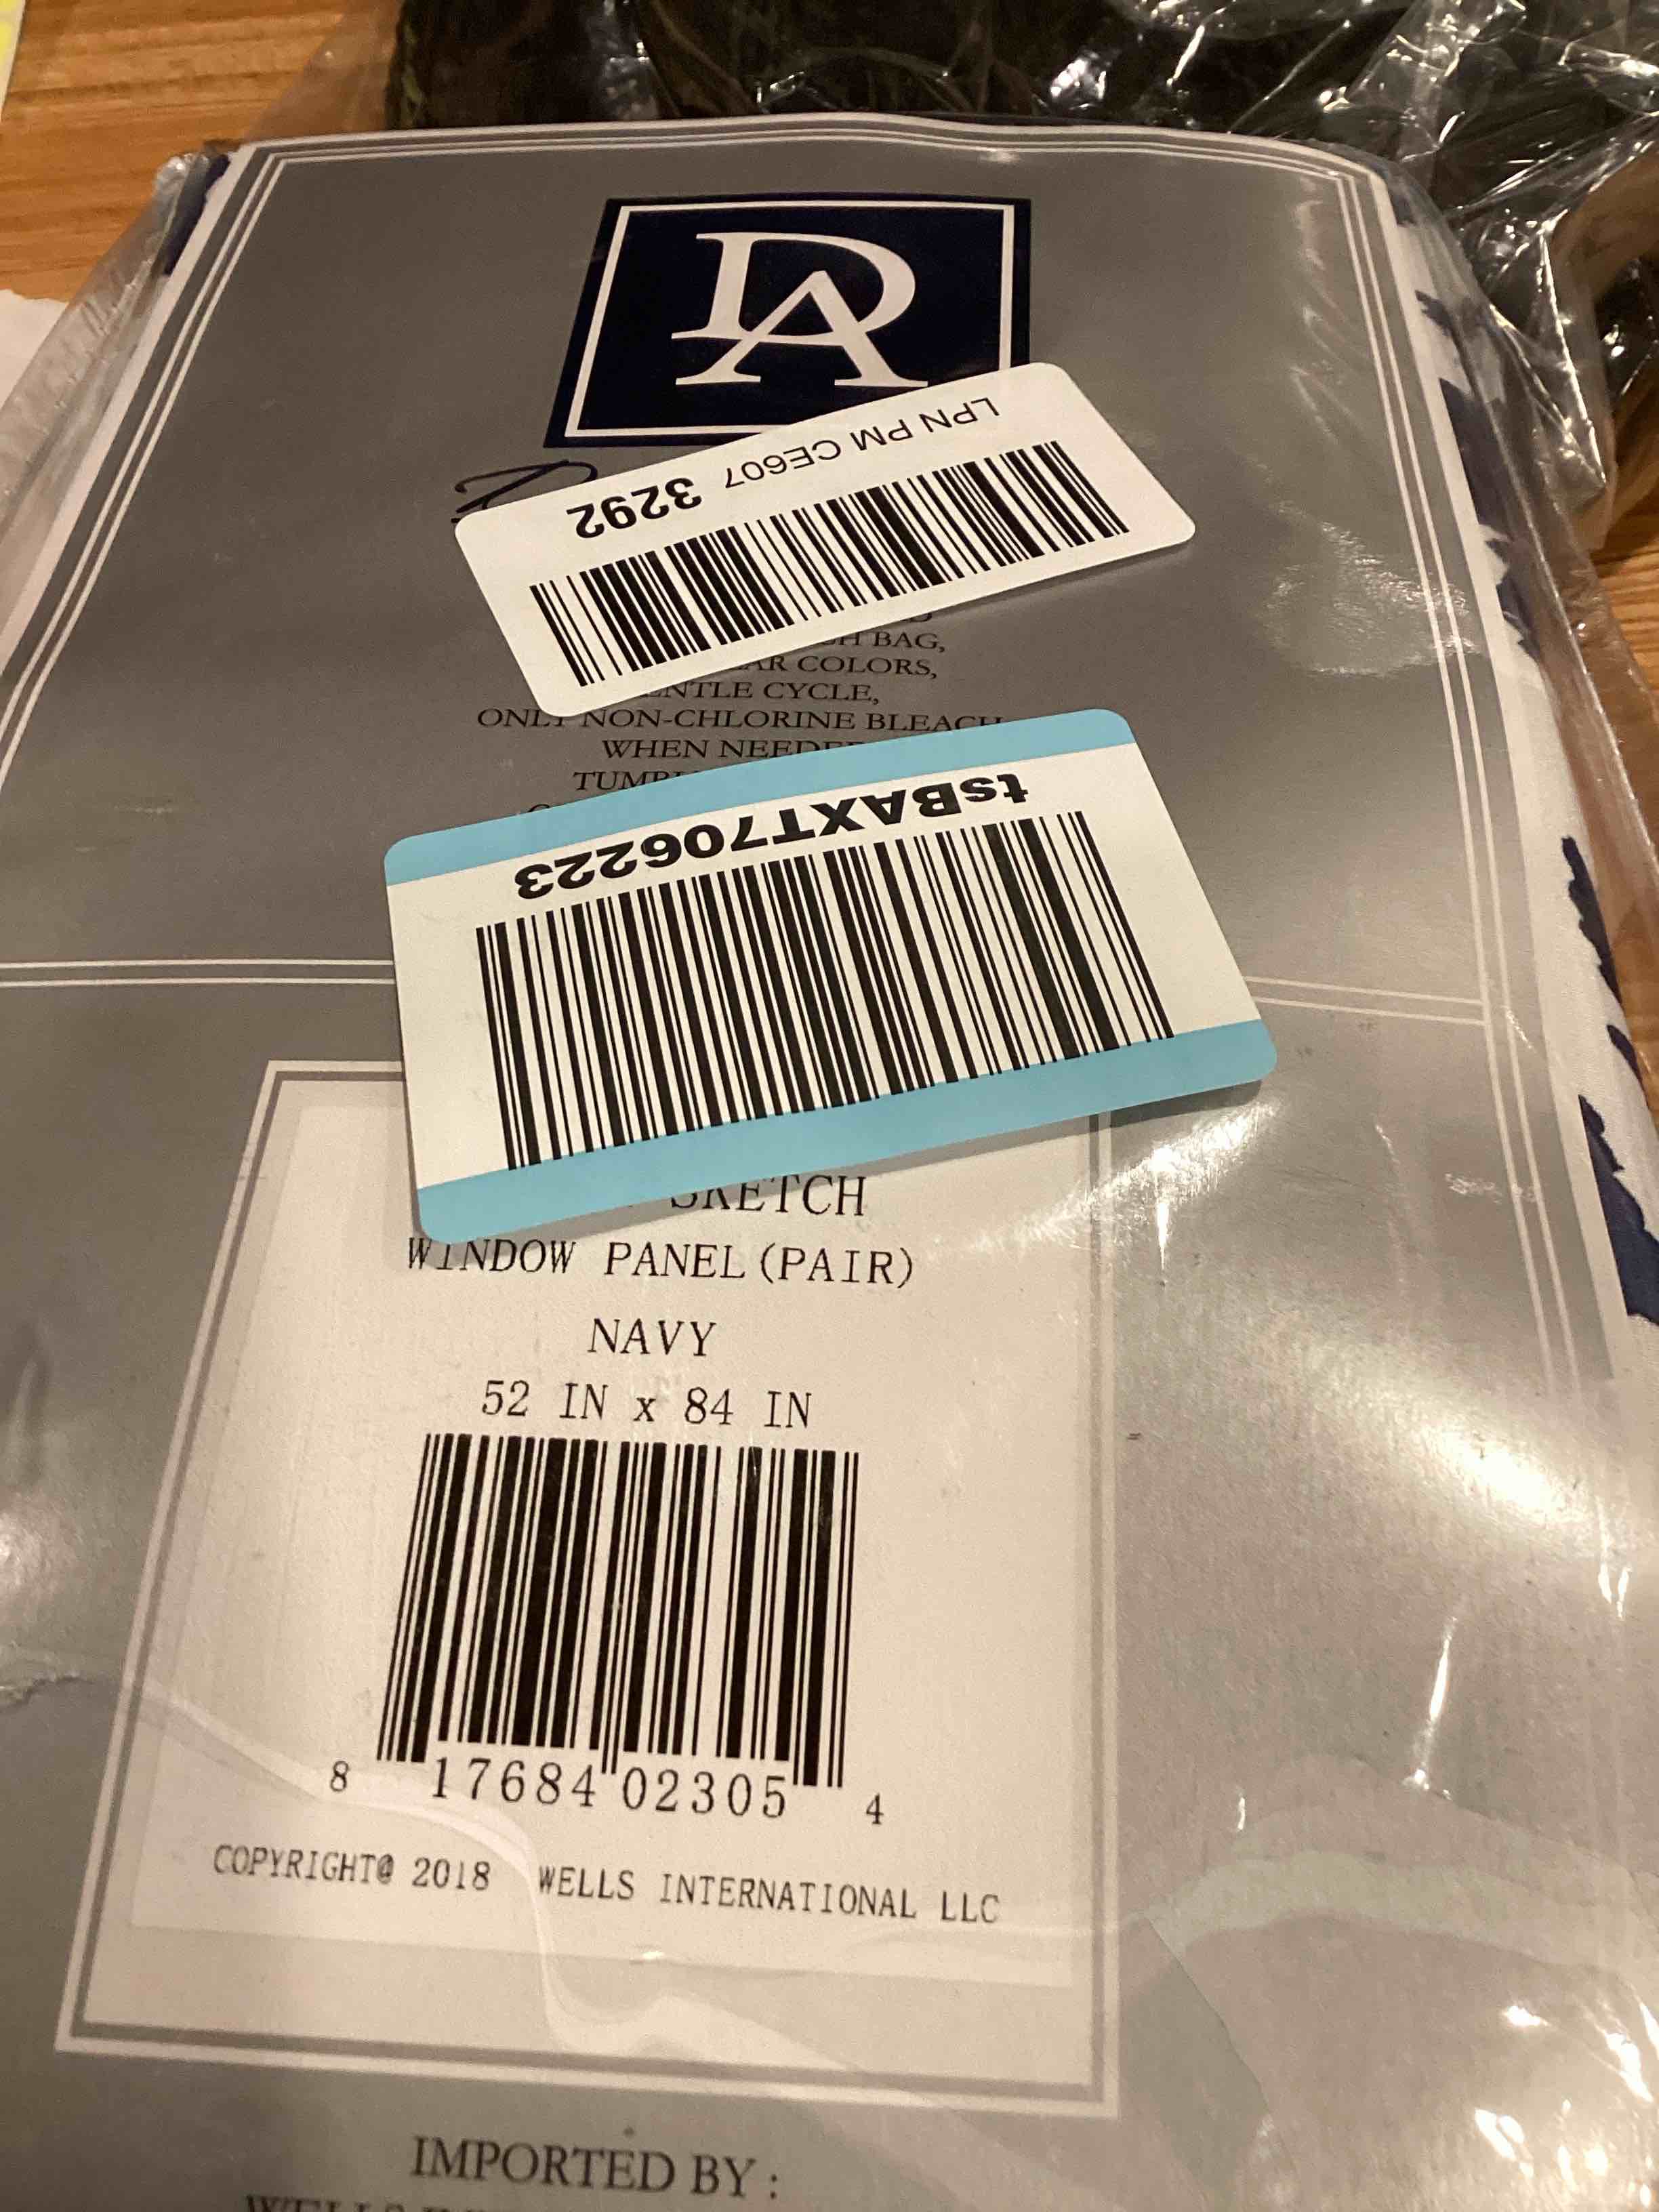 DA
LPN PM CE607 3292
BAG,
COLORS,
CYCLE,
ONLY NON-CHLORINE BLEACH
WHEN
tsBAXT706223
SKETCH
WINDOW PANEL(PAIR)
NAVY
52 IN x 84 IN
8 17684 02305 4
COPYRIGHT@ 2018 WELLS INTERNATIONAL LLC
IMPORTED BY:
WELLS